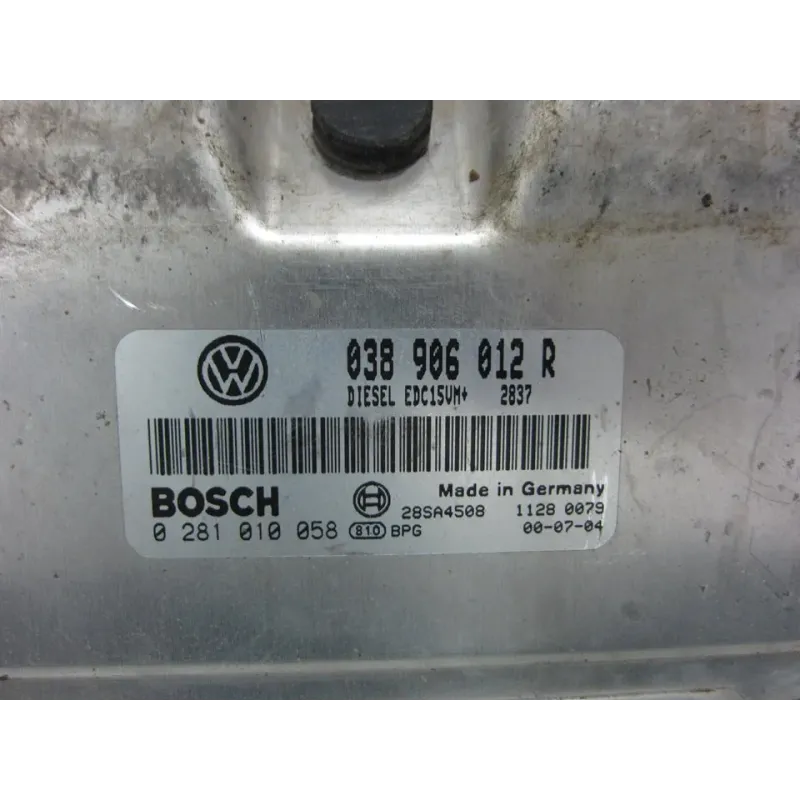 038 906 012 R
DIESEL EDC15VM+ 2837
BOSCH
Made in Germany
28SA4508 1128 0079
0 281 010 058 810 BPG 00-07-04